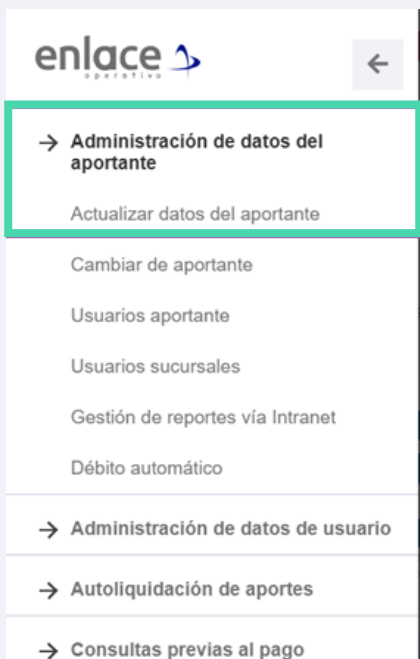 enlace
operativo
Administración de datos del
aportante
Actualizar datos del aportante
Cambiar de aportante
Usuarios aportante
Usuarios sucursales
Gestión de reportes vía Intranet
Débito automático
Administración de datos de usuario
Autoliquidación de aportes
Consultas previas al pago